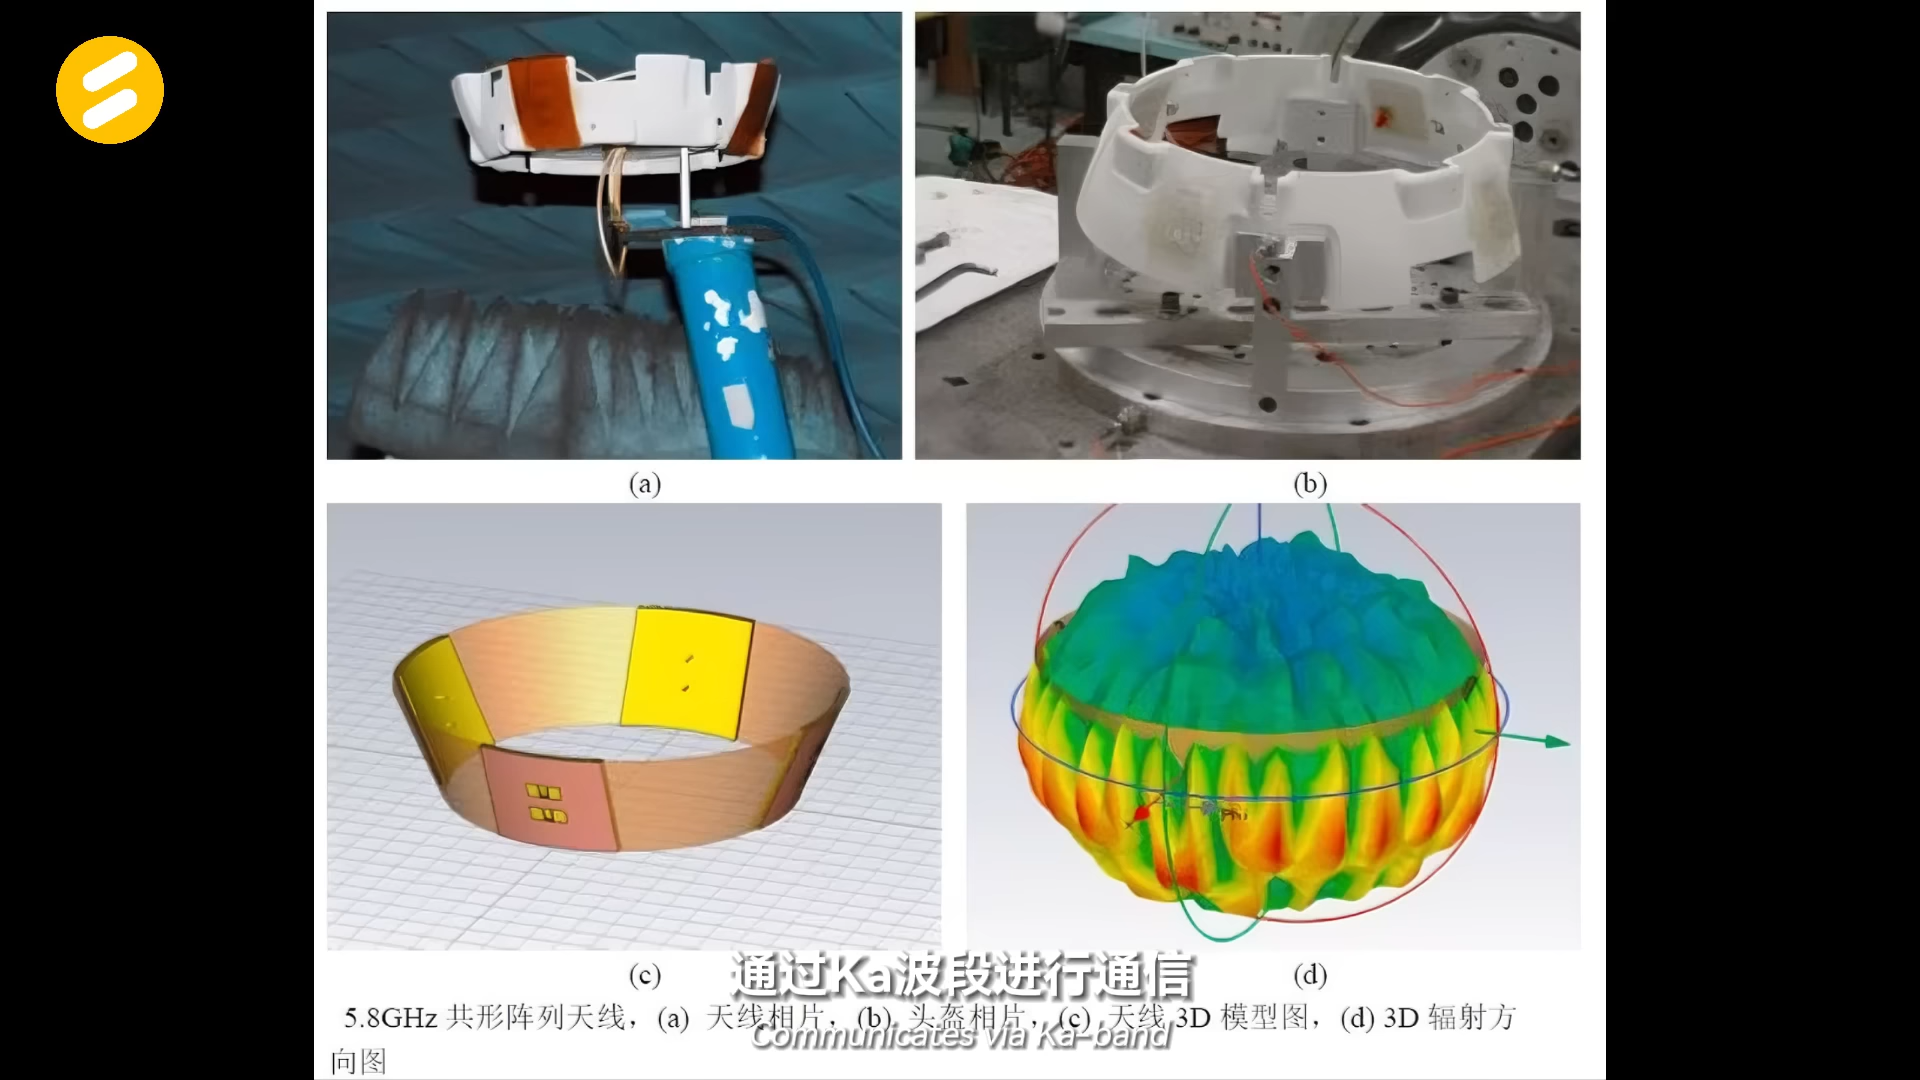 (a)
(b)
(c)
(d)
通过Ka波段进行通信
5.8GHz 共形阵列天线，(a) 天线相片，(b) 头盔相片，(c) 天线 3D 模型图，(d) 3D 辐射方
Communicates via Ka-band
向图